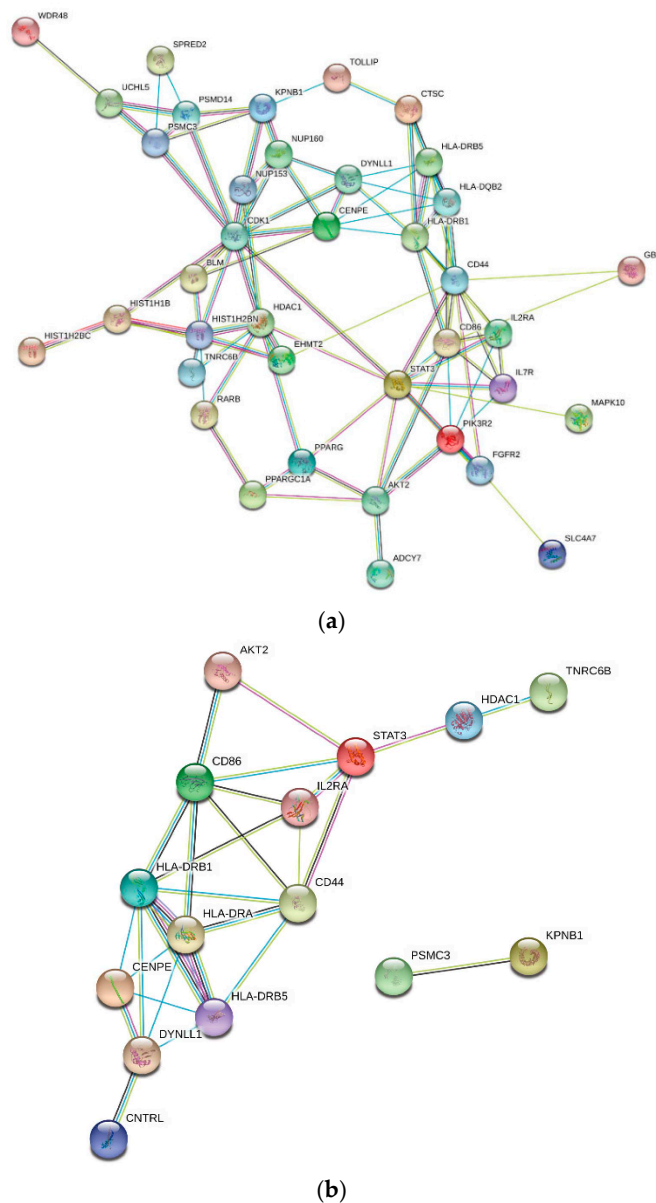 WDR48
SPRED2
TOLLIP
UCHL5
PSMD14
KPNB1
CTSC
PSMC3
NUP160
HLA-DRB5
DYNLL1
NUP153
HLA-DQB2
CENPE
HLA-DRB1
CDK1
BLM
CD44
GB
HIST1H1B
HIST1H2BN
HDAC1
CD86
IL2RA
HIST1H2BC
EHMT2
TNRC6B
STAT3
IL7R
RARB
MAPK10
PIK3R2
PPARG
FGFR2
PPARGC1A
AKT2
SLC4A7
ADCY7
(a)
AKT2
TNRC6B
HDAC1
STAT3
CD86
IL2RA
HLA-DRB1
CD44
HLA-DRA
KPNB1
PSMC3
CENPE
HLA-DRB5
DYNLL1
CNTRL
(b)